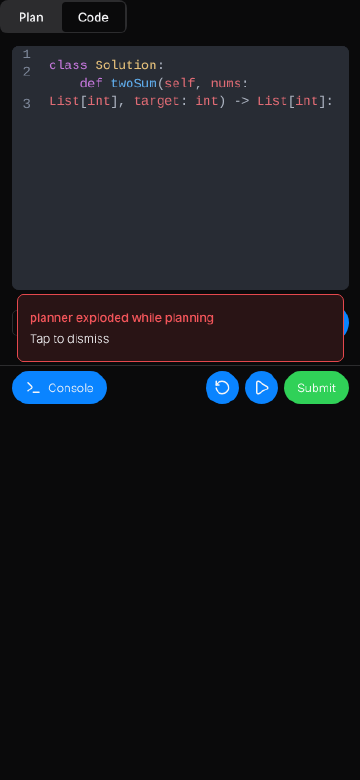 Plan Code
1 class Solution:
2 def twoSum(self, nums:
List[int], target: int) -> List[int]:
3
planner exploded while planning
Tap to dismiss
Console Submit